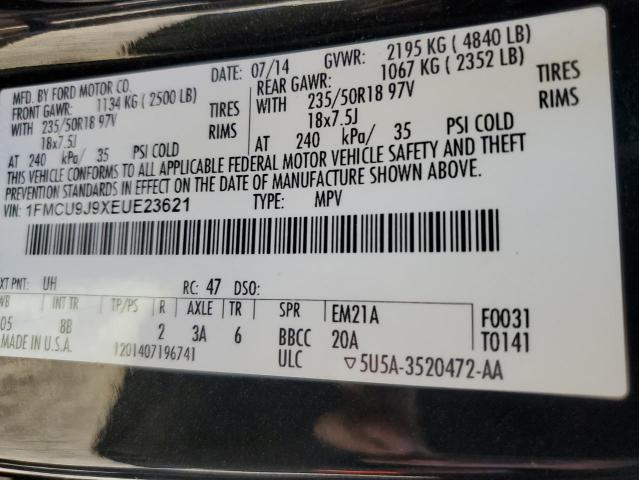 MFD. BY FORD MOTOR CO.
DATE: 07/14 GVWR: 2195 KG ( 4840 LB)
FRONT GAWR: 1134 KG ( 2500 LB) REAR GAWR: 1067 KG ( 2352 LB)
WITH 235/50R18 97V TIRES WITH 235/50R18 97V TIRES
18x7.5J RIMS 18x7.5J RIMS
AT 240 kPa/ 35 PSI COLD AT 240 kPa/ 35 PSI COLD
THIS VEHICLE CONFORMS TO ALL APPLICABLE FEDERAL MOTOR VEHICLE SAFETY AND THEFT
PREVENTION STANDARDS IN EFFECT ON THE DATE OF MANUFACTURE SHOWN ABOVE.
VIN: 1FMCU9J9XEUE23621 TYPE: MPV
XT PNT: UH RC: 47 DSO:
WB INT TR TP/PS R AXLE TR SPR EM21A F0031
05 8B 2 3A 6 BBCC 20A T0141
MADE IN U.S.A. 1201407196741 ULC ▽5U5A-3520472-AA